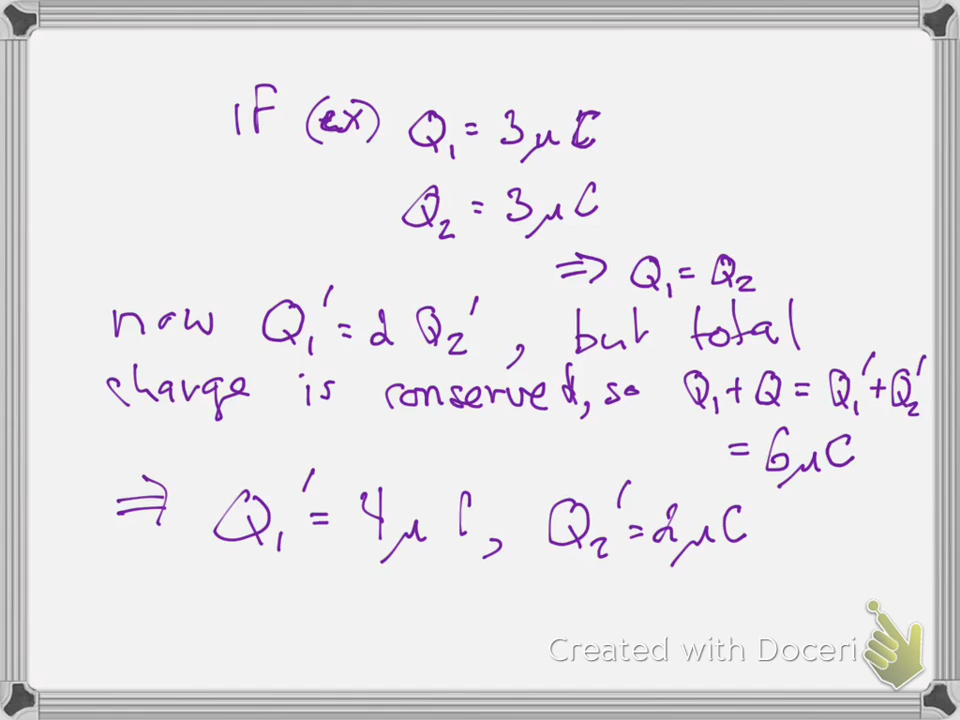 if (ex) Q₁ = 3μC
Q₂ = 3μC
⇒ Q₁ = Q₂
now Q₁' = 2 Q₂' , but total
charge is conserved, so Q₁ + Q = Q₁' + Q₂'
= 6μC
⇒ Q₁' = 4μC, Q₂' = 2μC
Created with Doceri